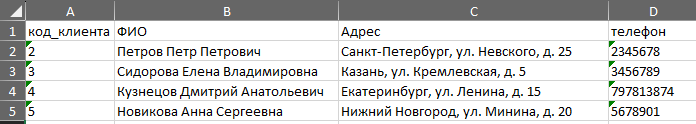 A B C D
1 код_клиента ФИО Адрес телефон
2 2 Петров Петр Петрович Санкт-Петербург, ул. Невского, д. 25 2345678
3 3 Сидорова Елена Владимировна Казань, ул. Кремлевская, д. 5 3456789
4 4 Кузнецов Дмитрий Анатольевич Екатеринбург, ул. Ленина, д. 15 797813874
5 5 Новикова Анна Сергеевна Нижний Новгород, ул. Минина, д. 20 5678901